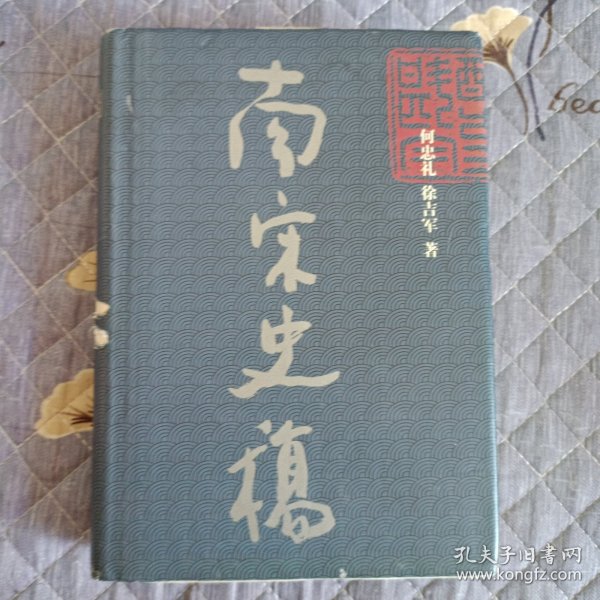 南宋史稿
何忠礼 徐吉军 著
Bea
孔夫子旧书网
www.kongfz.com